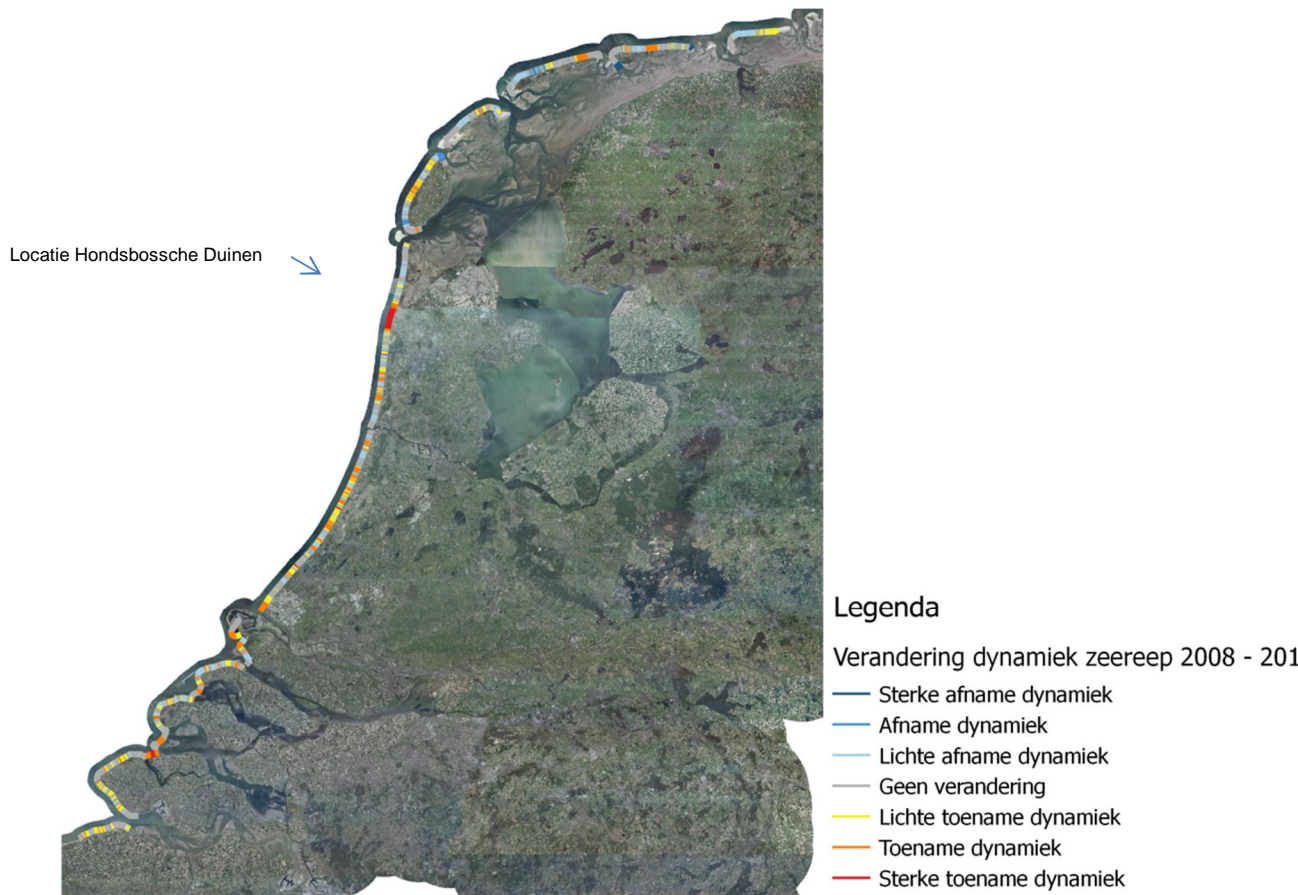 Locatie Hondsbossche Duinen
Legenda
Verandering dynamiek zeereep 2008 - 201
Sterke afname dynamiek
Afname dynamiek
Lichte afname dynamiek
Geen verandering
Lichte toename dynamiek
Toename dynamiek
Sterke toename dynamiek